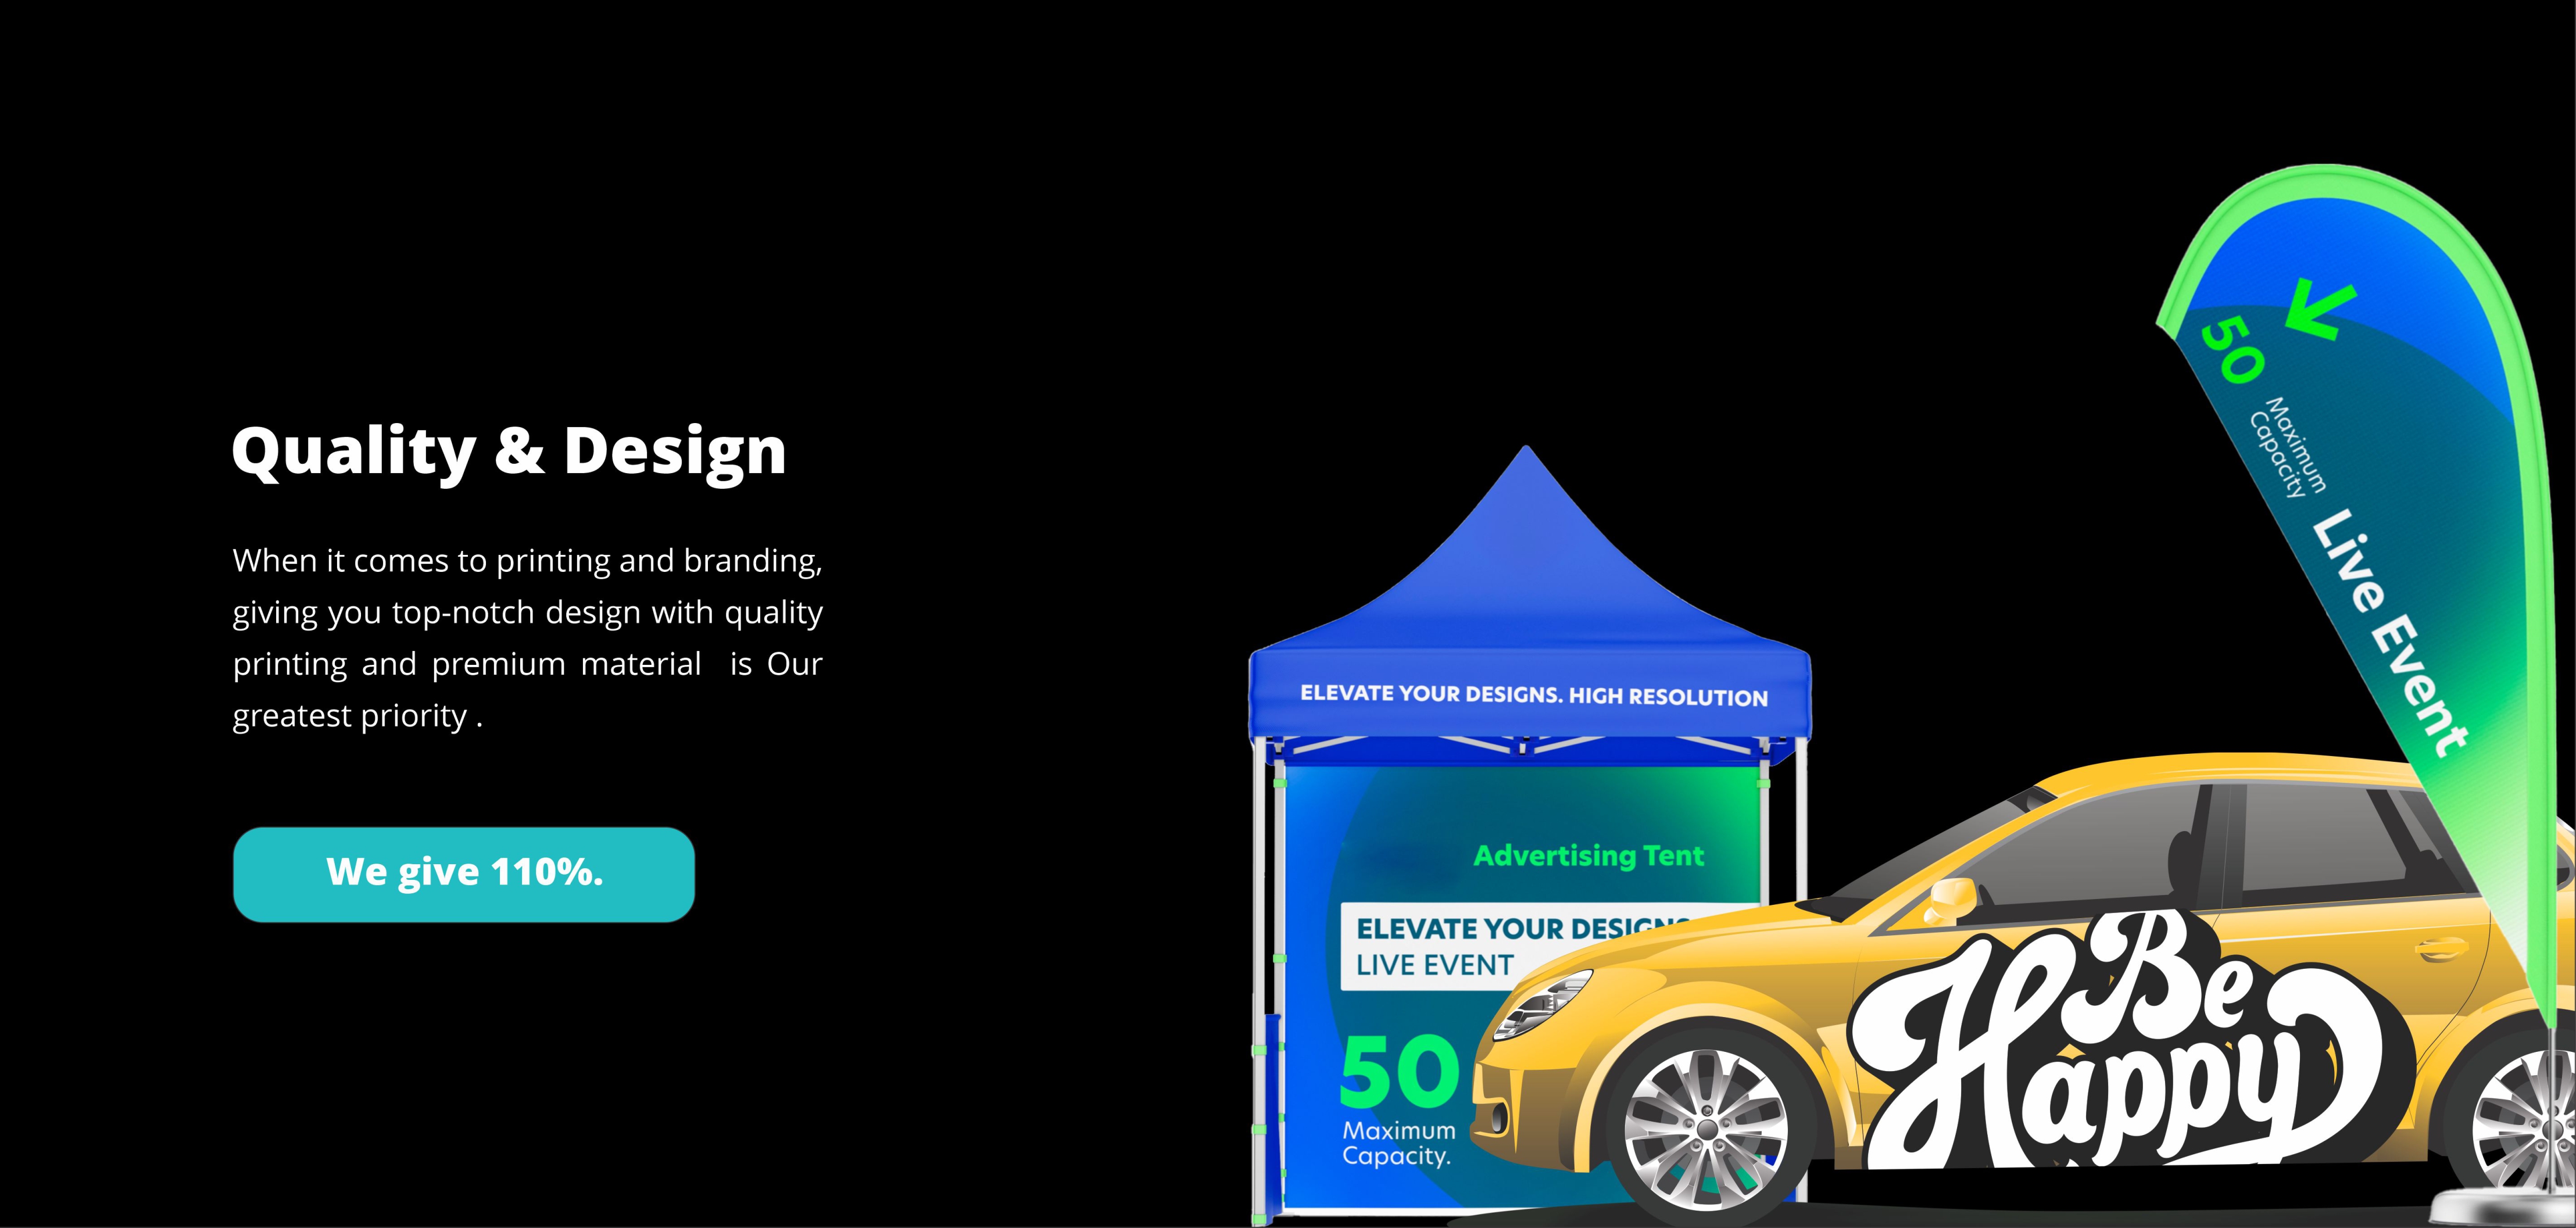 Quality & Design
When it comes to printing and branding,
giving you top-notch design with quality
printing and premium material is Our
greatest priority .
We give 110%.
ELEVATE YOUR DESIGNS. HIGH RESOLUTION
Advertising Tent
ELEVATE YOUR DESIGNS
LIVE EVENT
50
Maximum
Capacity.
Be
Happy
50
Maximum
Capacity
Live Event